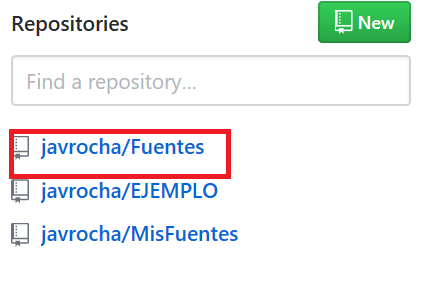 Repositories
New
Find a repository...
javrocha/Fuentes
javrocha/EJEMPLO
javrocha/MisFuentes